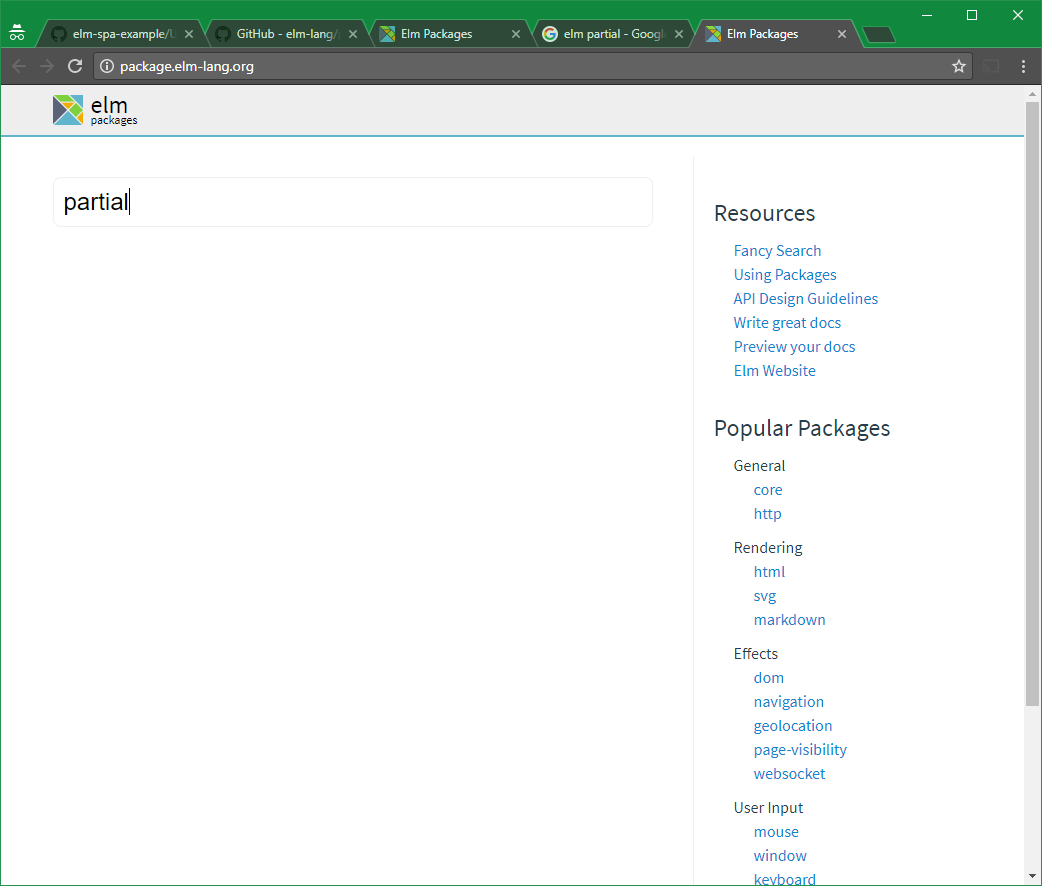 elm-spa-example/
GitHub - elm-lang/
Elm Packages
elm partial - Google
Elm Packages
package.elm-lang.org
elm
packages
partial
Resources
Fancy Search
Using Packages
API Design Guidelines
Write great docs
Preview your docs
Elm Website
Popular Packages
General
core
http
Rendering
html
svg
markdown
Effects
dom
navigation
geolocation
page-visibility
websocket
User Input
mouse
window
keyboard